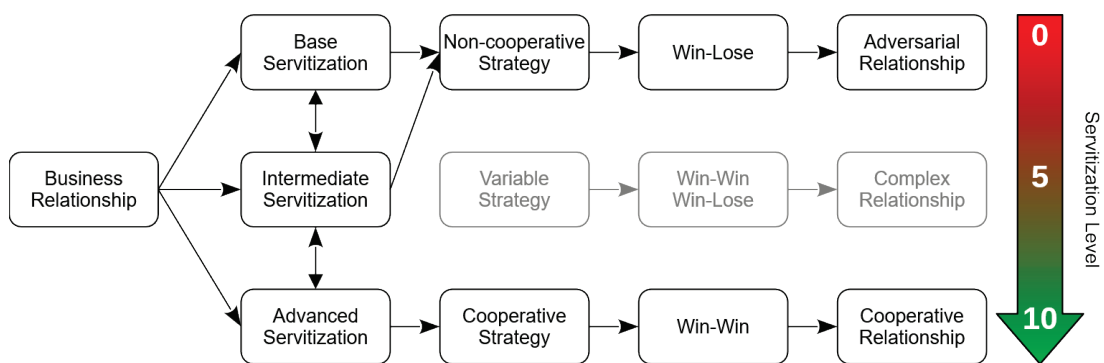 Base
Servitization
Non-cooperative
Strategy
Win-Lose
Adversarial
Relationship
0
Business
Relationship
Intermediate
Servitization
Variable
Strategy
Win-Win
Win-Lose
Complex
Relationship
5
Servitization Level
Advanced
Servitization
Cooperative
Strategy
Win-Win
Cooperative
Relationship
10